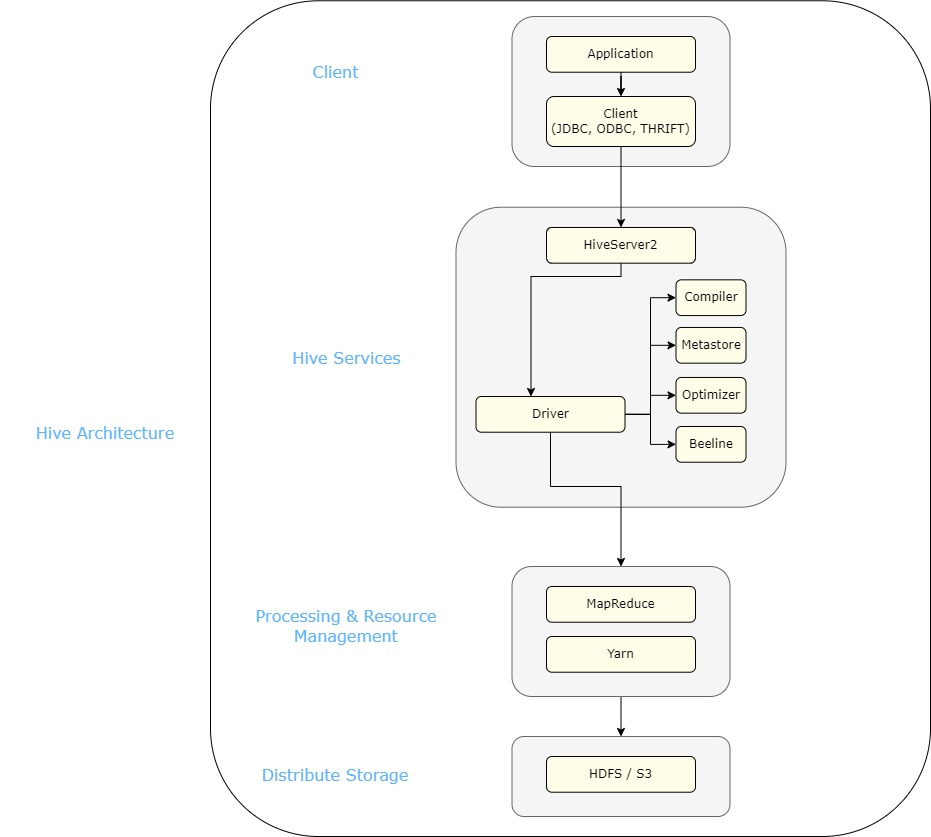 Client
Application
Client
(JDBC, ODBC, THRIFT)
HiveServer2
Compiler
Hive Services
Metastore
Optimizer
Driver
Hive Architecture
Beeline
MapReduce
Processing & Resource
Management
Yarn
Distribute Storage
HDFS / S3